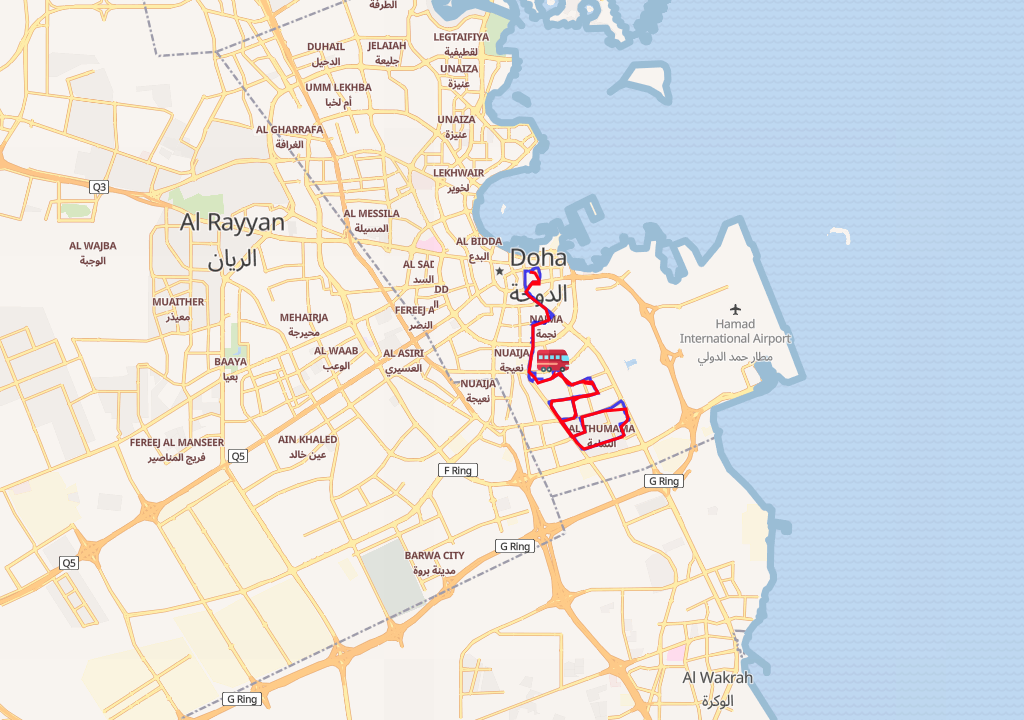 الطرفة
LEGTAIFIYA
لقطيفية
DUHAIL
الدحيل
JELAIAH
جليعة
UNAIZA
عنيزة
UMM LEKHBA
أم لخبا
UNAIZA
عنيزة
AL GHARRAFA
الغرافة
LEKHWAIR
لخوير
Q3
AL MESSILA
المسيلة
Al Rayyan
الريان
AL WAJBA
الوجبة
AL BIDDA
البدع
Doha
الدوحة
AL SAD
السد
DD
MUAITHER
معيذر
MEHAIRJA
محيرجة
FEREEJ A
النصر
NAJMA
نجمة
Hamad
International Airport
مطار حمد الدولي
BAAYA
بعيا
AL WAAB
الوعب
AL ASIRI
العسيري
NUAIJA
نعيجة
NUAIJA
نعيجة
AL THUMAMA
الثمامة
FEREEJ AL MANSEER
فريج المناصير
AIN KHALED
عين خالد
Q5
F Ring
G Ring
G Ring
BARWA CITY
مدينة بروة
Q5
Al Wakrah
الوكرة
G Ring